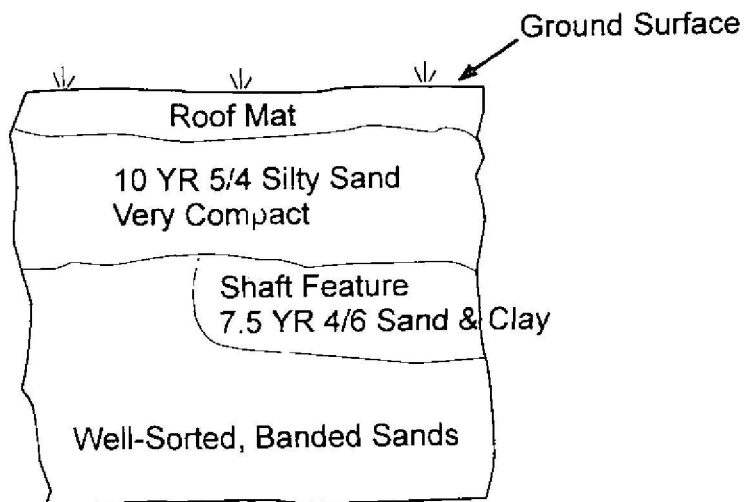 Ground Surface
Roof Mat
10 YR 5/4 Silty Sand
Very Compact
Shaft Feature
7.5 YR 4/6 Sand & Clay
Well-Sorted, Banded Sands